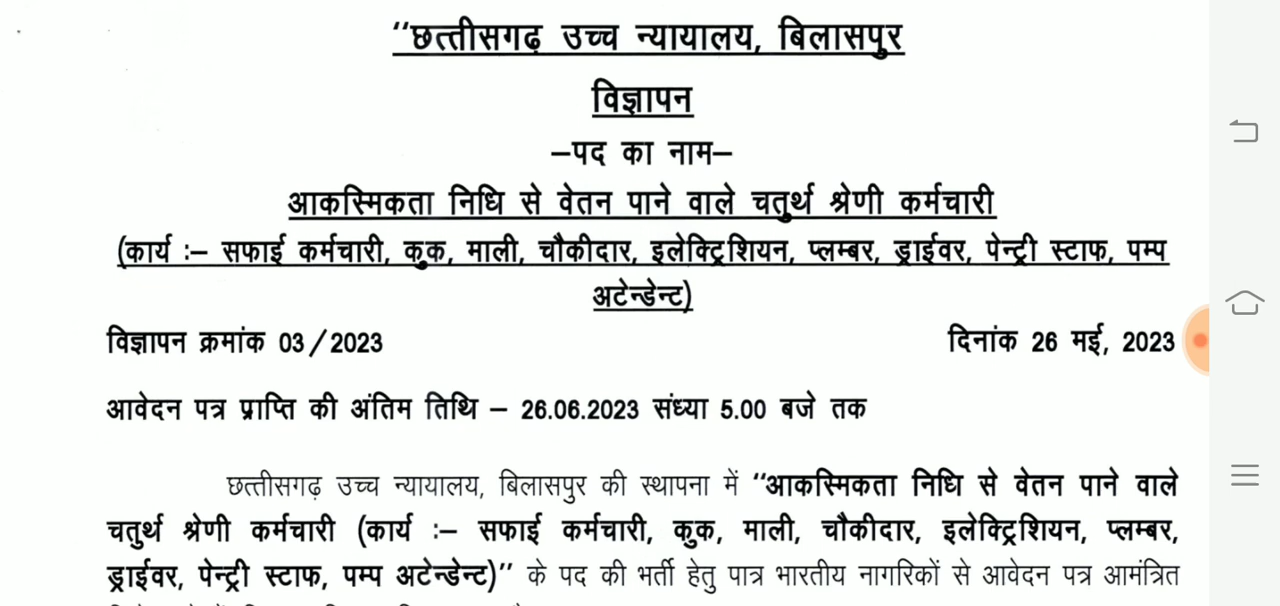 “छत्तीसगढ़ उच्च न्यायालय, बिलासपुर
विज्ञापन
–पद का नाम–
आकस्मिकता निधि से वेतन पाने वाले चतुर्थ श्रेणी कर्मचारी
(कार्य :– सफाई कर्मचारी, कुक, माली, चौकीदार, इलेक्ट्रिशियन, प्लम्बर, ड्राईवर, पेन्ट्री स्टाफ, पम्प
अटेन्डेन्ट)
विज्ञापन क्रमांक 03/2023 दिनांक 26 मई, 2023
आवेदन पत्र प्राप्ति की अंतिम तिथि – 26.06.2023 संध्या 5.00 बजे तक
छत्तीसगढ़ उच्च न्यायालय, बिलासपुर की स्थापना में “आकस्मिकता निधि से वेतन पाने वाले
चतुर्थ श्रेणी कर्मचारी (कार्य :– सफाई कर्मचारी, कुक, माली, चौकीदार, इलेक्ट्रिशियन, प्लम्बर,
ड्राईवर, पेन्ट्री स्टाफ, पम्प अटेन्डेन्ट)” के पद की भर्ती हेतु पात्र भारतीय नागरिकों से आवेदन पत्र आमंत्रित